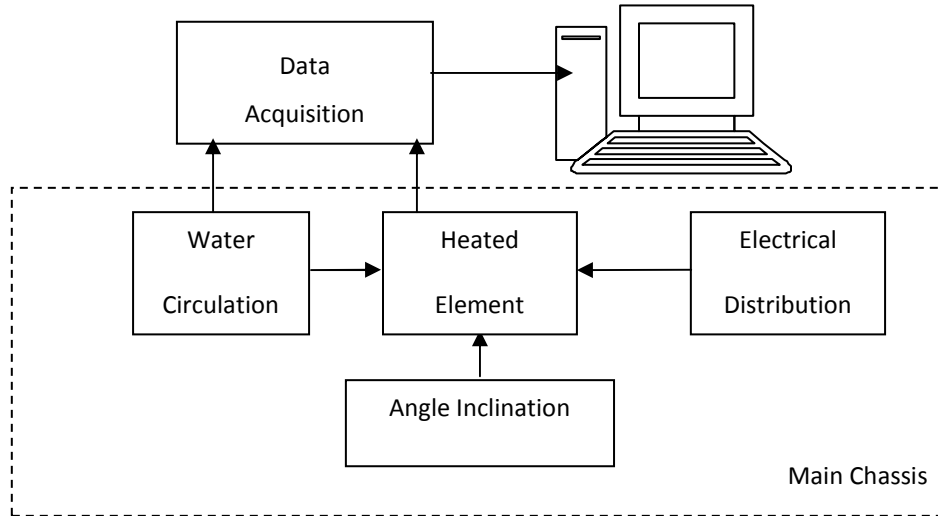 Data
Acquisition
Water
Circulation
Heated
Element
Electrical
Distribution
Angle Inclination
Main Chassis